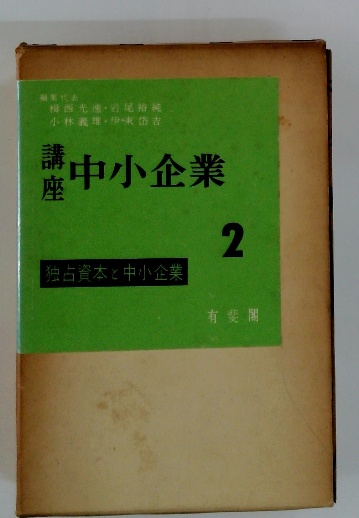 編集代表
楫西光速・岩尾裕純
小林義雄・伊東岱吉
講座 中小企業
2
独占資本と中小企業
有斐閣